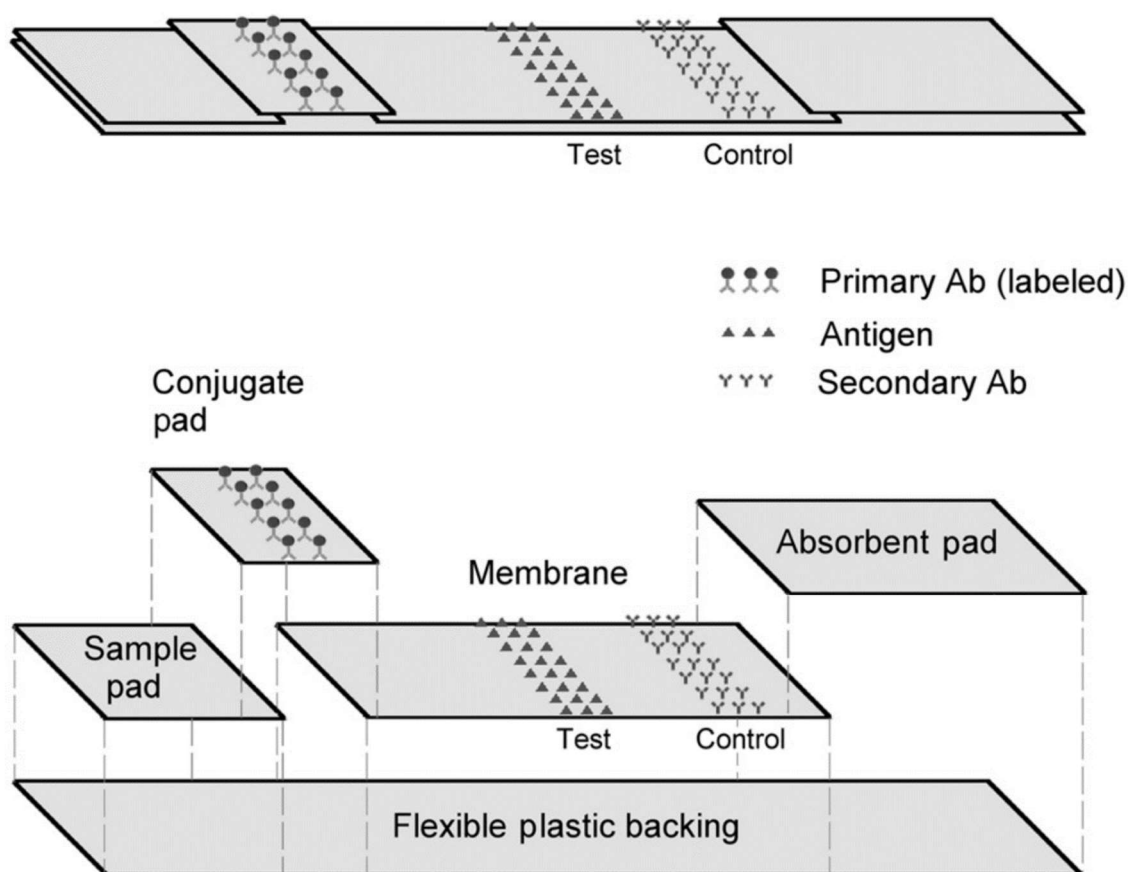 Test
Control
Primary Ab (labeled)
Antigen
Secondary Ab
Conjugate
pad
Absorbent pad
Membrane
Sample
pad
Test
Control
Flexible plastic backing